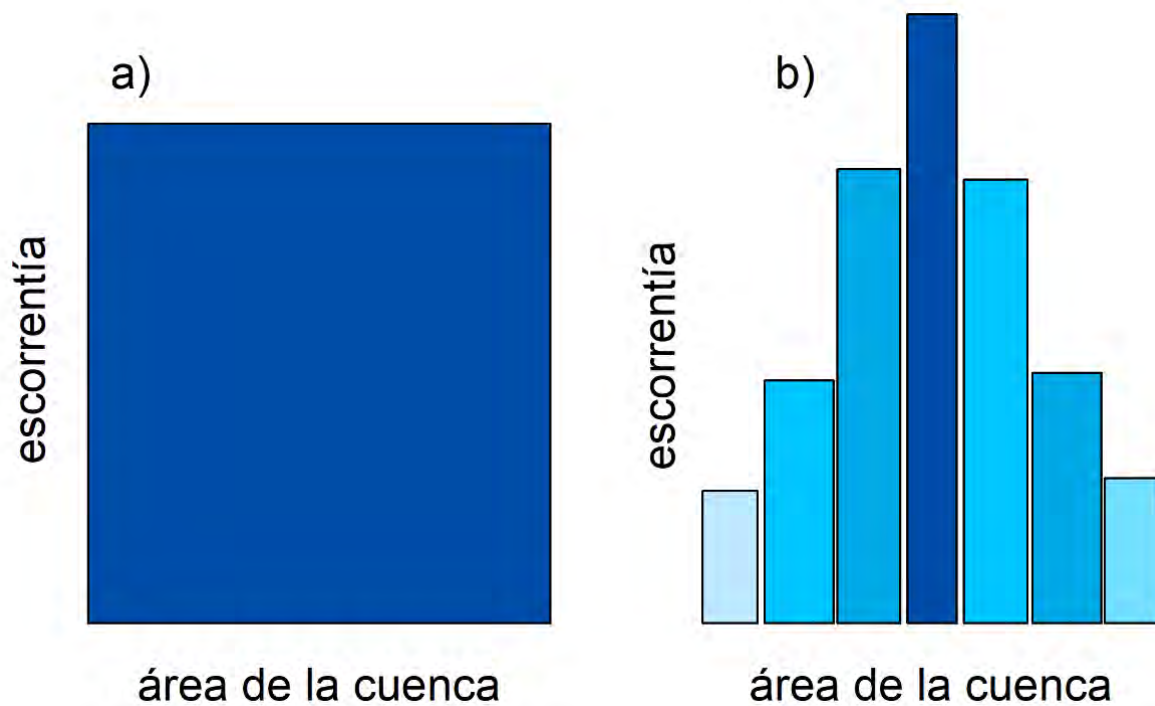 a)
escorrentía
área de la cuenca
b)
escorrentía
área de la cuenca